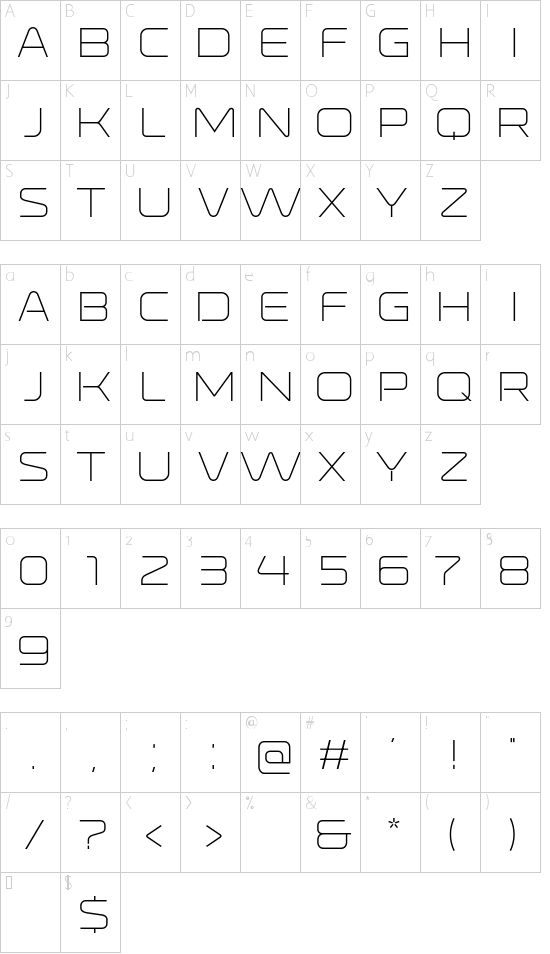 A B C D E F G H I
A B C D E F G H I
J K L M N O P Q R
J K L M N O P Q R
S T U V W X Y Z
S T U V W X Y Z
a b c d e f g h i
A B C D E F G H I
j k l m n o p q r
J K L M N O P Q R
s t u v w x y z
S T U V W X Y Z
0 1 2 3 4 5 6 7 8
0 1 2 3 4 5 6 7 8
9
9
. , ; : @ # ' ! "
. , ; : @ # ' ! "
/ ? < > % & * ( )
/ ? < > & * ( )
$
$